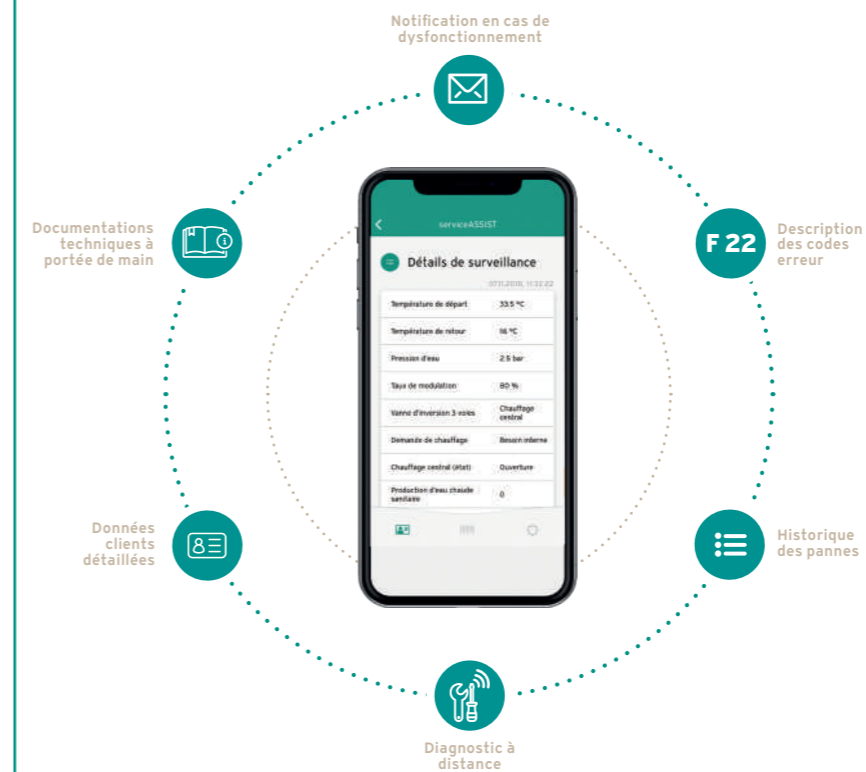 Notification en cas de
dysfonctionnement
Documentations
techniques à
portée de main
F 22
Description
des codes
erreur
serviceASSIST
Détails de surveillance
07.11.2018, 11:32:22
Température de départ 33.5 °C
Température de retour 16 °C
Pression d'eau 2.5 bar
Taux de modulation 80 %
Vanne d'inversion 3 voies Chauffage
central
Demande de chauffage Besoin interne
Chauffage central (état) Ouverture
Production d'eau chaude
sanitaire 0
Données
clients
détaillées
Historique
des pannes
Diagnostic à
distance